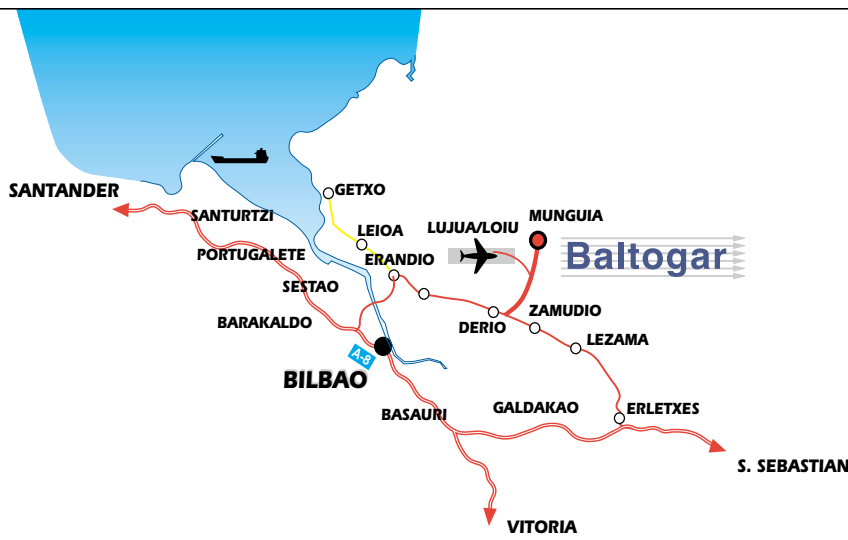 SANTANDER
GETXO
SANTURTZI
LEIOA
LUJUA/LOIU
MUNGUIA
PORTUGALETE
ERANDIO
Baltogar
SESTAO
BARAKALDO
DERIO
ZAMUDIO
LEZAMA
A-8
BILBAO
BASAURI
GALDAKAO
ERLETXES
S. SEBASTIAN
VITORIA